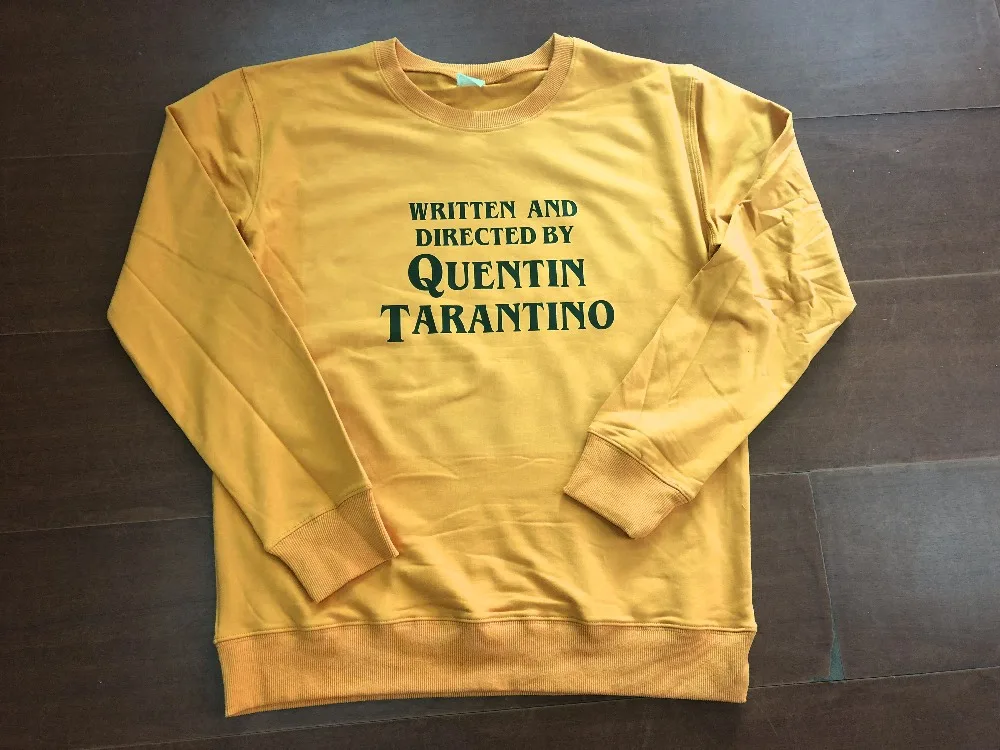 WRITTEN AND
DIRECTED BY
QUENTIN
TARANTINO